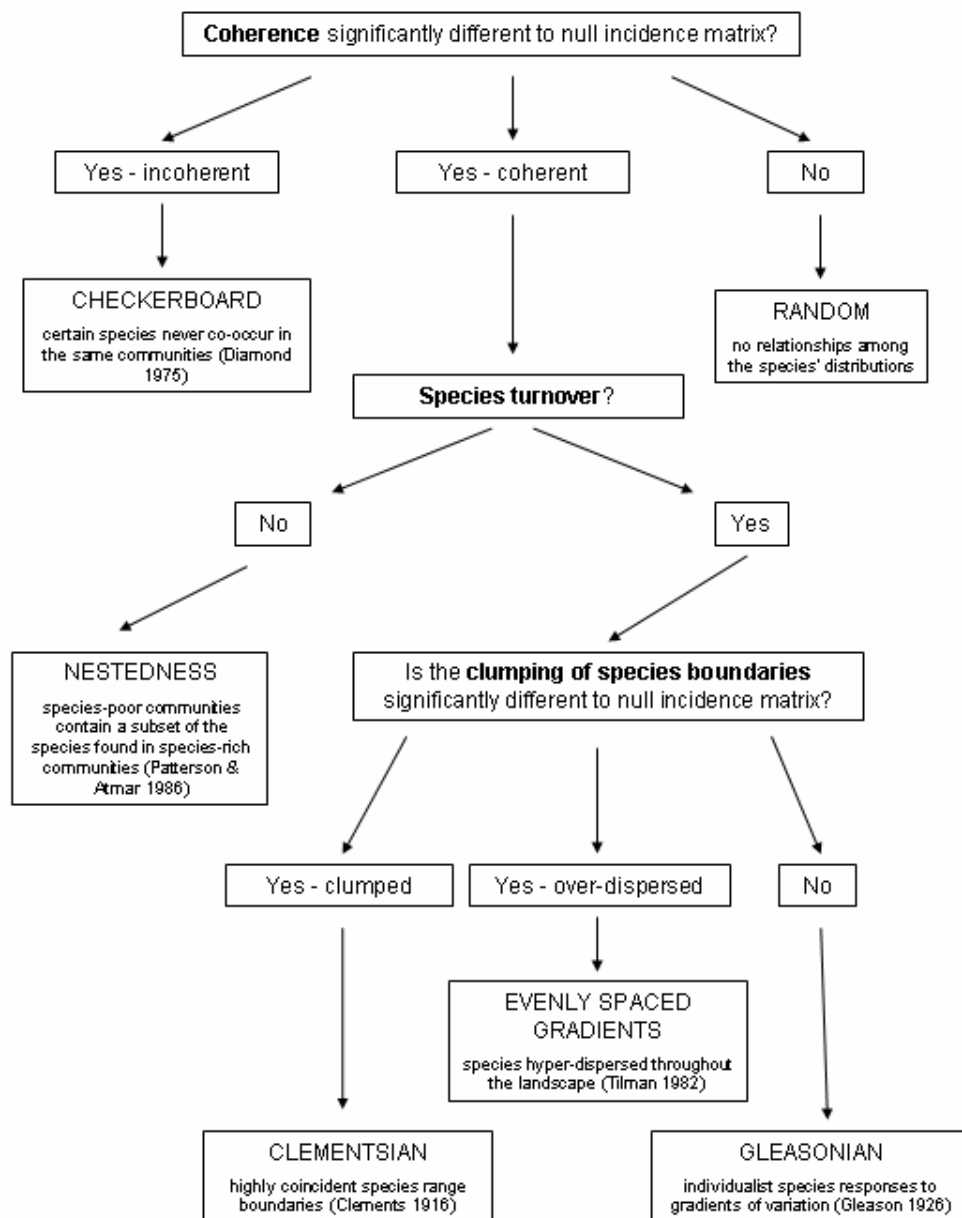 Coherence significantly different to null incidence matrix?
Yes - incoherent
Yes - coherent
No
CHECKERBOARD
certain species never co-occur in
the same communities (Diamond
1975)
RANDOM
no relationships among
the species' distributions
Species turnover?
No
Yes
NESTEDNESS
species-poor communities
contain a subset of the
species found in species-rich
communities (Patterson &
Atmar 1986)
Is the clumping of species boundaries
significantly different to null incidence matrix?
Yes - clumped
Yes - over-dispersed
No
EVENLY SPACED
GRADIENTS
species hyper-dispersed throughout
the landscape (Tilman 1982)
CLEMENTSIAN
highly coincident species range
boundaries (Clements 1916)
GLEASONIAN
individualist species responses to
gradients of variation (Gleason 1926)